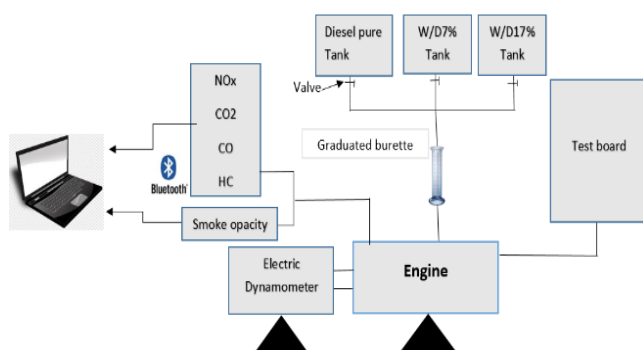 Diesel pure
Tank
W/D7%
Tank
W/D17%
Tank
Valve
NOx
CO2
CO
HC
Bluetooth
Graduated burette
Test board
Smoke opacity
Electric
Dynamometer
Engine